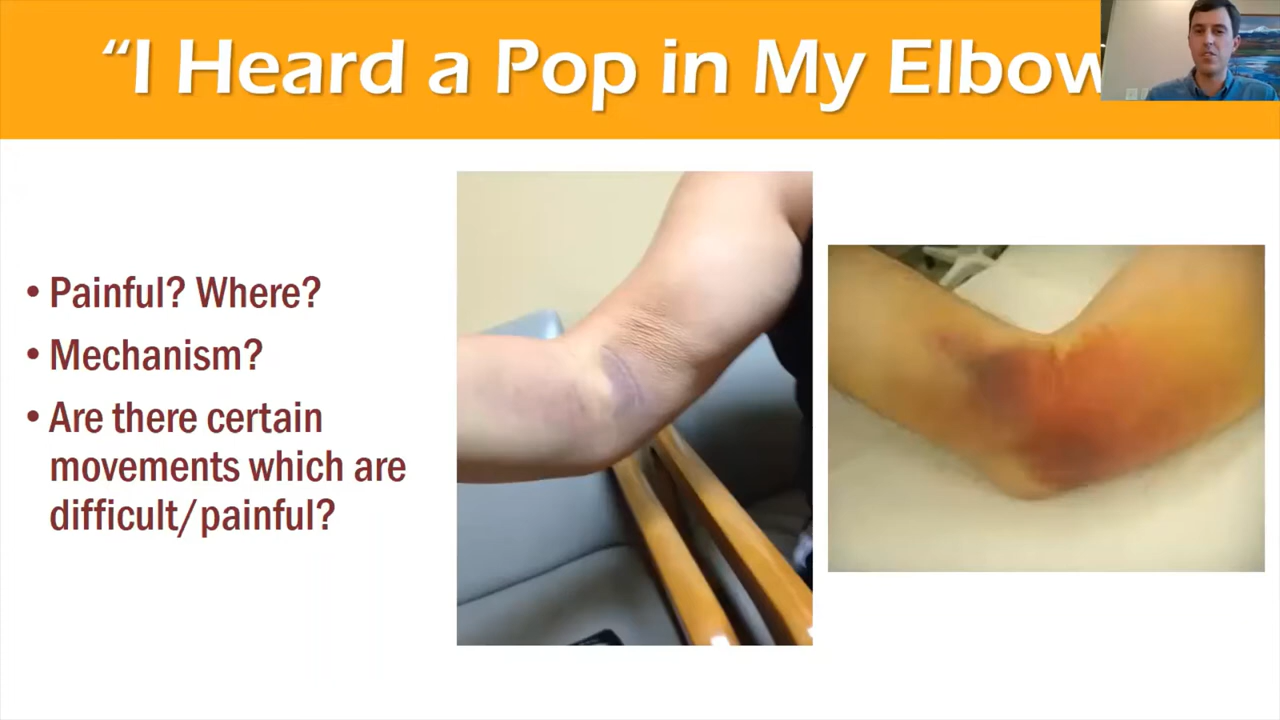 “I Heard a Pop in My Elbow
• Painful? Where?
• Mechanism?
• Are there certain
movements which are
difficult/painful?